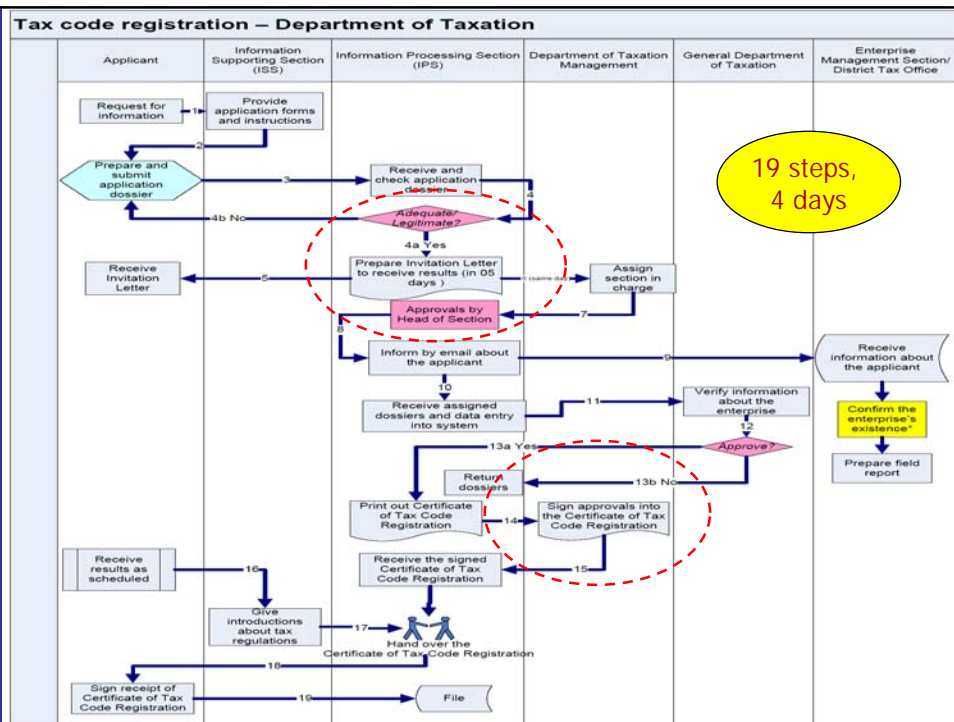 Tax code registration – Department of Taxation
Applicant
Information
Supporting Section
(ISS)
Information Processing Section
(IPS)
Department of Taxation
Management
General Department
of Taxation
Enterprise
Management Section/
District Tax Office
Request for
information
1
Provide
application forms
and instructions
2
Prepare and
submit
application
dossier
3
Receive and
check application
dossier
4
19 steps,
4 days
Adequate/
Legitimate?
4b No
4a Yes
Receive
Invitation
Letter
5
Prepare Invitation Letter
to receive results (in 05
days )
(same day)
Assign
section in
charge
7
Approvals by
Head of Section
8
Inform by email about
the applicant
9
Receive
information about
the applicant
10
Receive assigned
dossiers and data entry
into system
11
Verify information
about the
enterprise
12
Confirm the
enterprise's
existence*
Approve?
13a Yes
13b No
Return
dossiers
Prepare field
report
Print out Certificate
of Tax Code
Registration
14
Sign approvals into
the Certificate of Tax
Code Registration
15
Receive the signed
Certificate of Tax
Code Registration
Receive
results as
scheduled
16
Give
introductions
about tax
regulations
17
Hand over the
Certificate of Tax Code Registration
18
Sign receipt of
Certificate of Tax
Code Registration
19
File